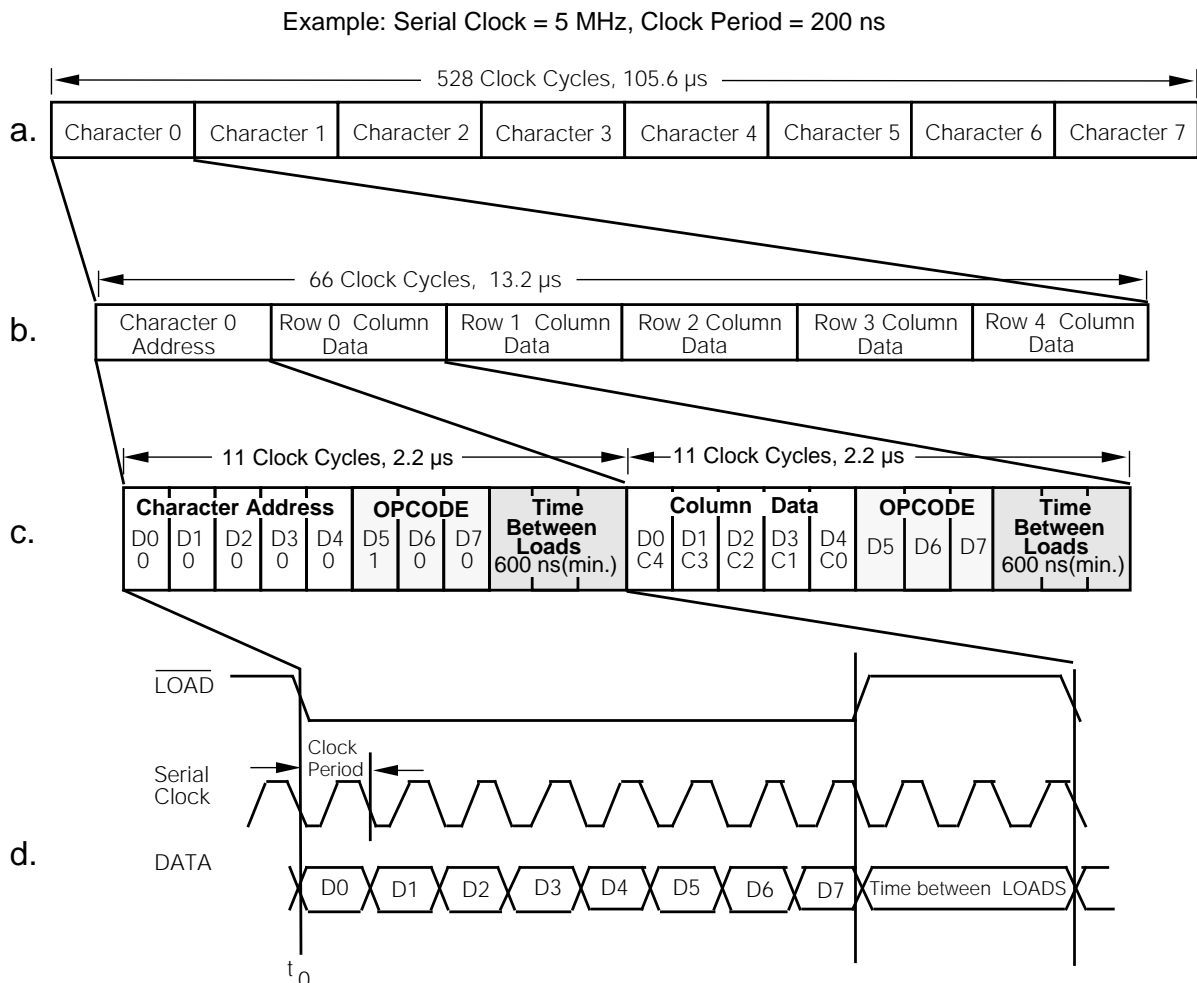 Example: Serial Clock = 5 MHz, Clock Period = 200 ns
528 Clock Cycles, 105.6 µs
a.
Character 0 Character 1 Character 2 Character 3 Character 4 Character 5 Character 6 Character 7
66 Clock Cycles, 13.2 µs
b.
Character 0 Row 0 Column Row 1 Column Row 2 Column Row 3 Column Row 4 Column
Address Data Data Data Data Data
11 Clock Cycles, 2.2 µs 11 Clock Cycles, 2.2 µs
c.
Character Address OPCODE Time Column Data OPCODE Time
Between Between
D0 D1 D2 D3 D4 D5 D6 D7 Loads D0 D1 D2 D3 D4 D5 D6 D7 Loads
0 0 0 0 0 1 0 0 600 ns(min.) C4 C3 C2 C1 C0 600 ns(min.)
LOAD
Clock
Period
Serial
Clock
d.
DATA
D0 D1 D2 D3 D4 D5 D6 D7 Time between LOADS
t0